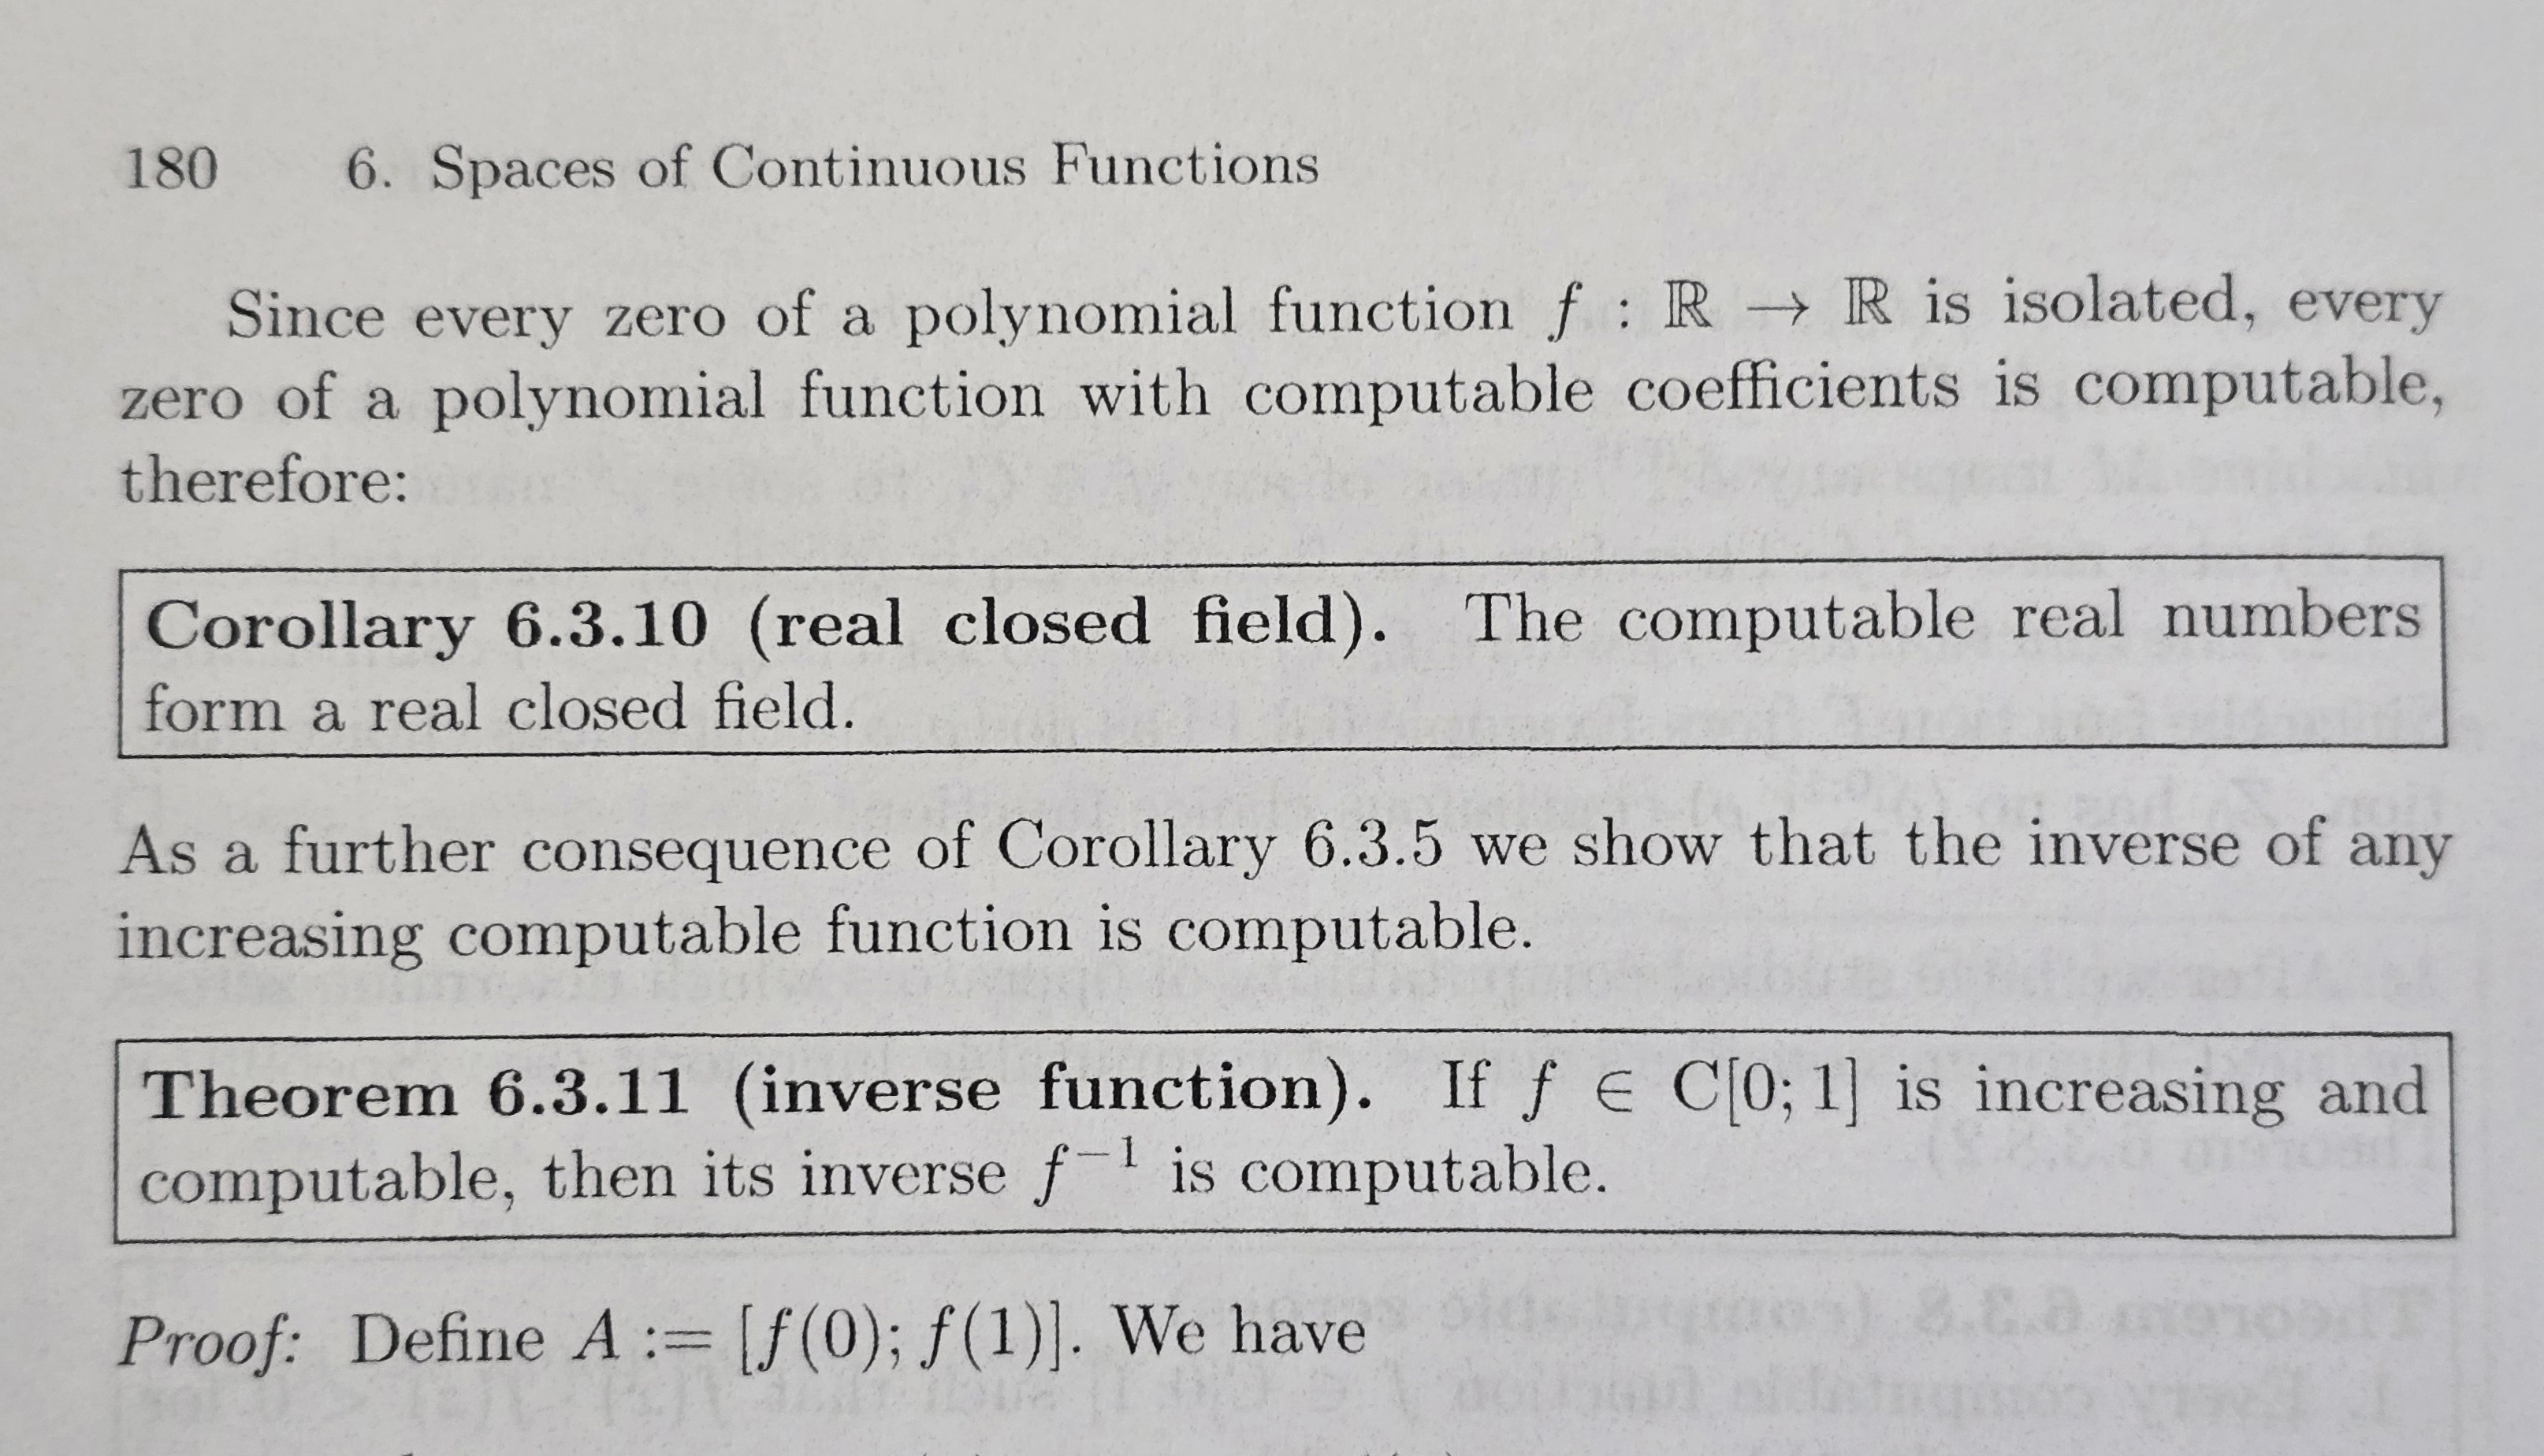 180 6. Spaces of Continuous Functions
Since every zero of a polynomial function f : ℝ → ℝ is isolated, every
zero of a polynomial function with computable coefficients is computable,
therefore:
Corollary 6.3.10 (real closed field). The computable real numbers
form a real closed field.
As a further consequence of Corollary 6.3.5 we show that the inverse of any
increasing computable function is computable.
Theorem 6.3.11 (inverse function). If f ∈ C[0; 1] is increasing and
computable, then its inverse f⁻¹ is computable.
Proof: Define A := [f(0); f(1)]. We have